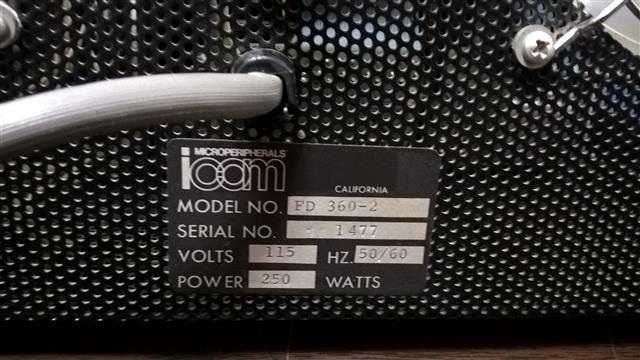 MICROPERIPHERALS
icom
CALIFORNIA
MODEL NO. FD 360-2
SERIAL NO. 1477
VOLTS 115 HZ. 50/60
POWER 250 WATTS